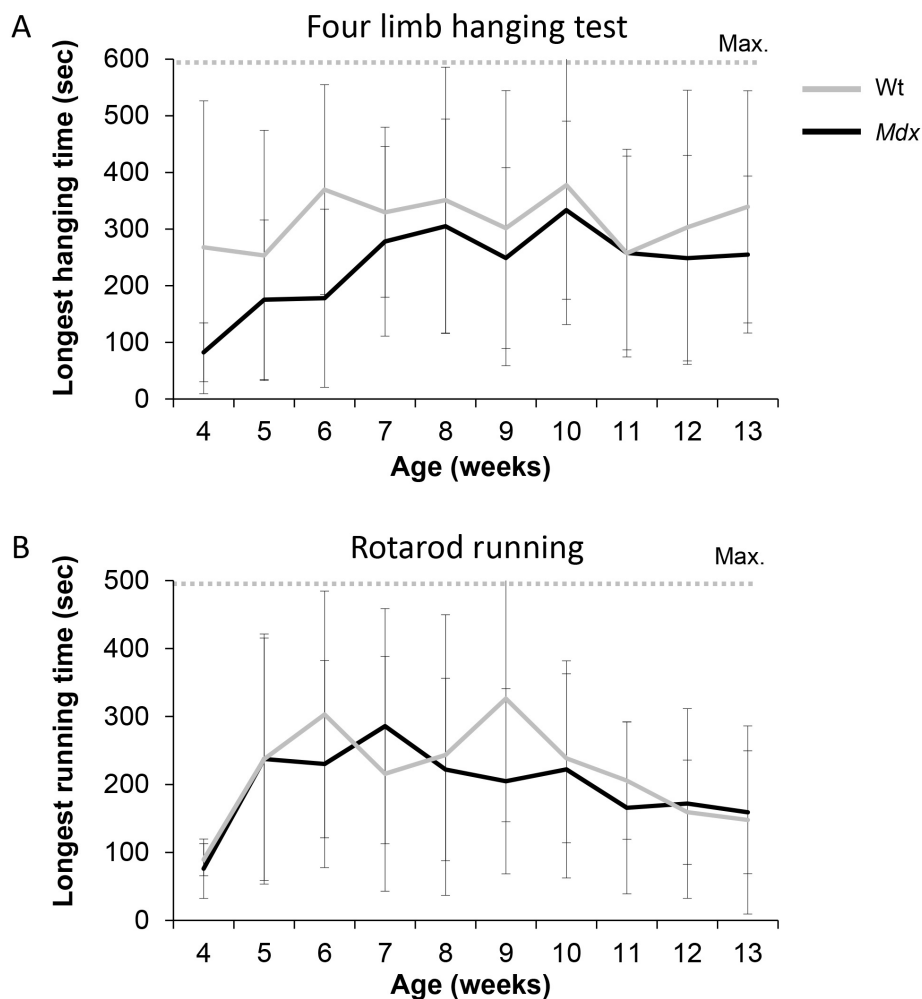 A
Four limb hanging test
Max.
Wt
Mdx
Longest hanging time (sec)
600
500
400
300
200
100
0
4 5 6 7 8 9 10 11 12 13
Age (weeks)
B
Rotarod running
Max.
Longest running time (sec)
500
400
300
200
100
0
4 5 6 7 8 9 10 11 12 13
Age (weeks)